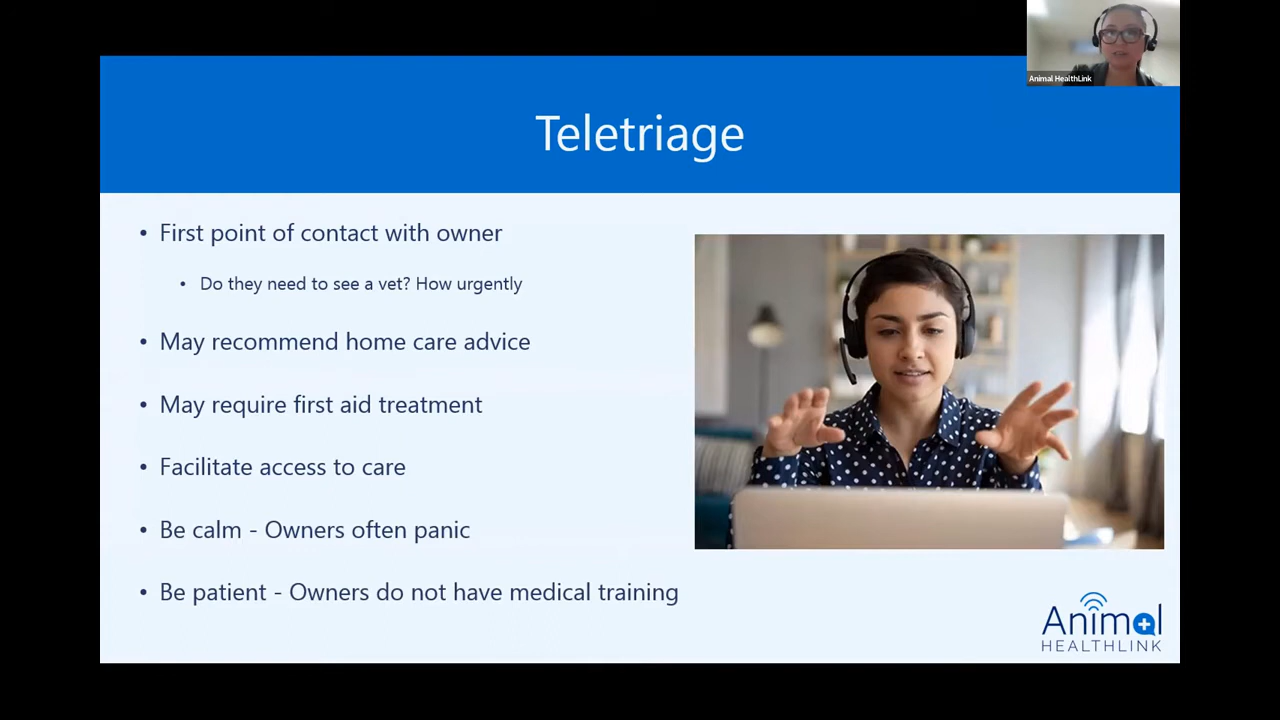 Animal HealthLink
Teletriage
• First point of contact with owner
• Do they need to see a vet? How urgently
• May recommend home care advice
• May require first aid treatment
• Facilitate access to care
• Be calm - Owners often panic
• Be patient - Owners do not have medical training
Animal
HEALTHLINK